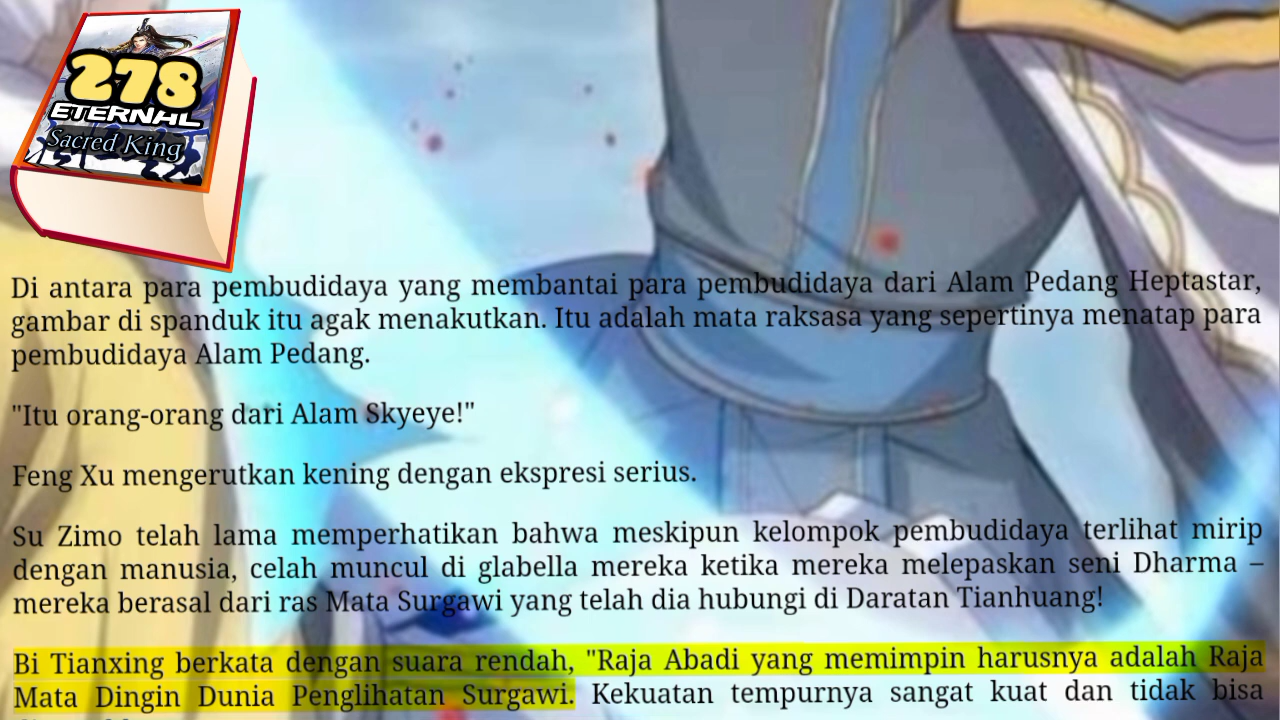 278
ETERNAL
Sacred King
Di antara para pembudidaya yang membantai para pembudidaya dari Alam Pedang Heptastar,
gambar di spanduk itu agak menakutkan. Itu adalah mata raksasa yang sepertinya menatap para
pembudidaya Alam Pedang.
"Itu orang-orang dari Alam Skyeye!"
Feng Xu mengerutkan kening dengan ekspresi serius.
Su Zimo telah lama memperhatikan bahwa meskipun kelompok pembudidaya terlihat mirip
dengan manusia, celah muncul di glabella mereka ketika mereka melepaskan seni Dharma –
mereka berasal dari ras Mata Surgawi yang telah dia hubungi di Daratan Tianhuang!
Bi Tianxing berkata dengan suara rendah, "Raja Abadi yang memimpin harusnya adalah Raja
Mata Dingin Dunia Penglihatan Surgawi. Kekuatan tempurnya sangat kuat dan tidak bisa